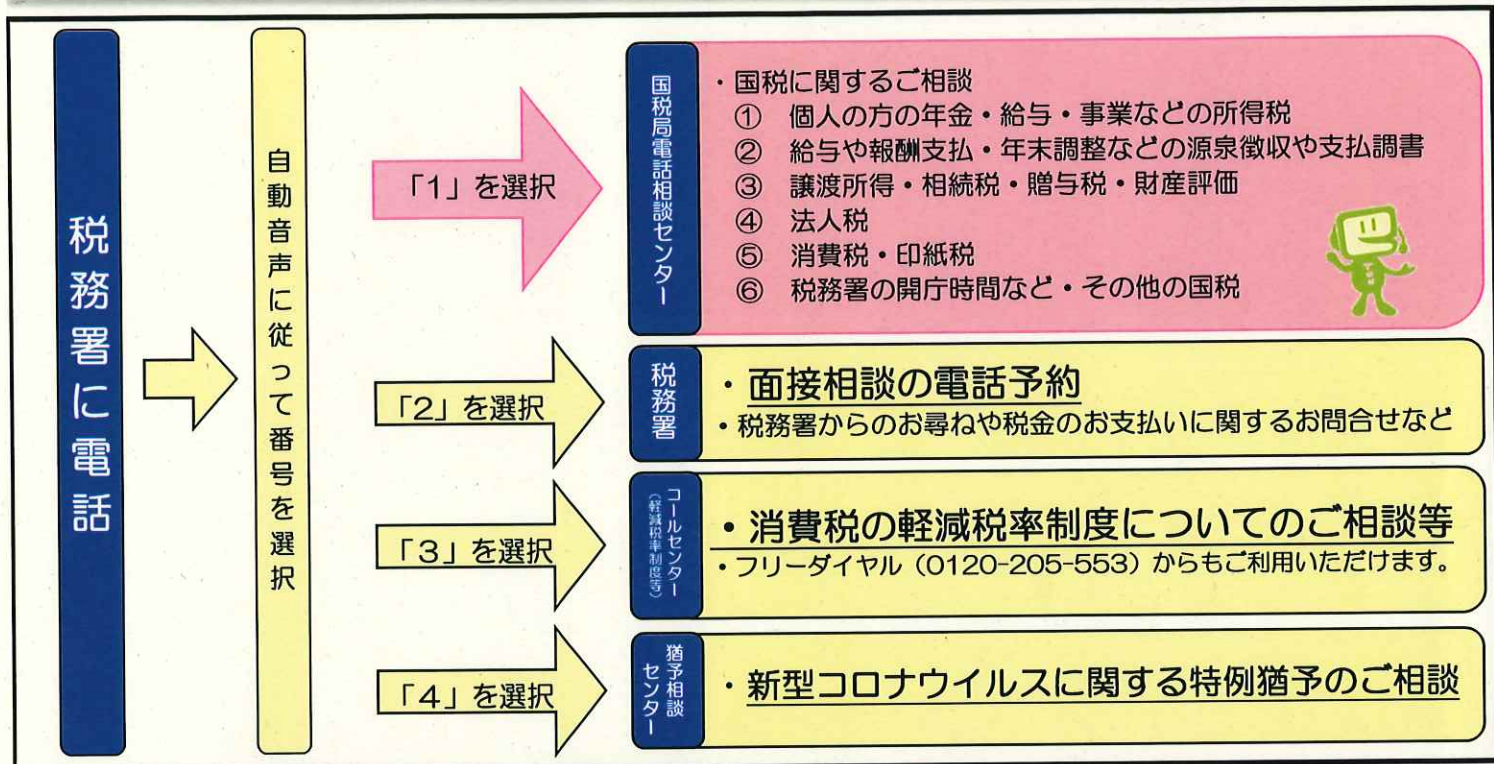 税務署に電話
自動音声に従って番号を選択
「1」を選択
国税局電話相談センター
・国税に関するご相談
① 個人の方の年金・給与・事業などの所得税
② 給与や報酬支払・年末調整などの源泉徴収や支払調書
③ 譲渡所得・相続税・贈与税・財産評価
④ 法人税
⑤ 消費税・印紙税
⑥ 税務署の開庁時間など・その他の国税
「2」を選択
税務署
・面接相談の電話予約
・税務署からのお尋ねや税金のお支払いに関するお問合せなど
「3」を選択
コールセンター
(軽減税率制度等)
・消費税の軽減税率制度についてのご相談等
・フリーダイヤル(0120-205-553)からもご利用いただけます。
「4」を選択
猶予相談
センター
・新型コロナウイルスに関する特例猶予のご相談